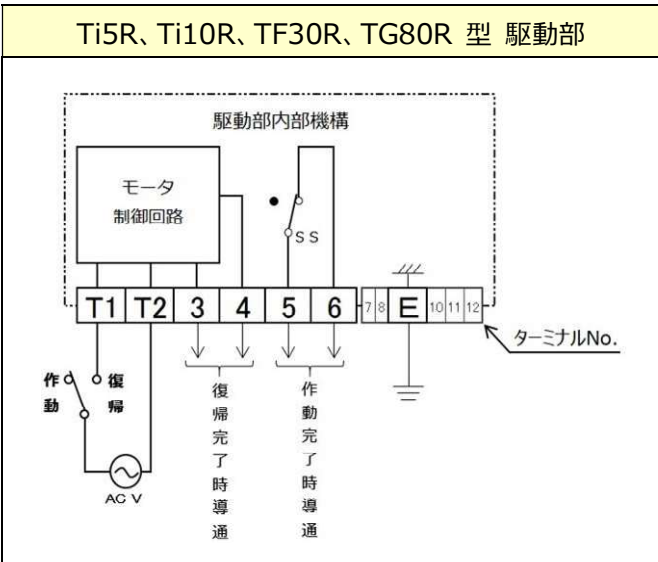 Ti5R、Ti10R、TF30R、TG80R 型 駆動部
駆動部内部機構
モータ
制御回路
SS
T1 T2 3 4 5 6 7 8 E 10 11 12
ターミナルNo.
作動
復帰
AC V
復帰完了時導通
作動完了時導通